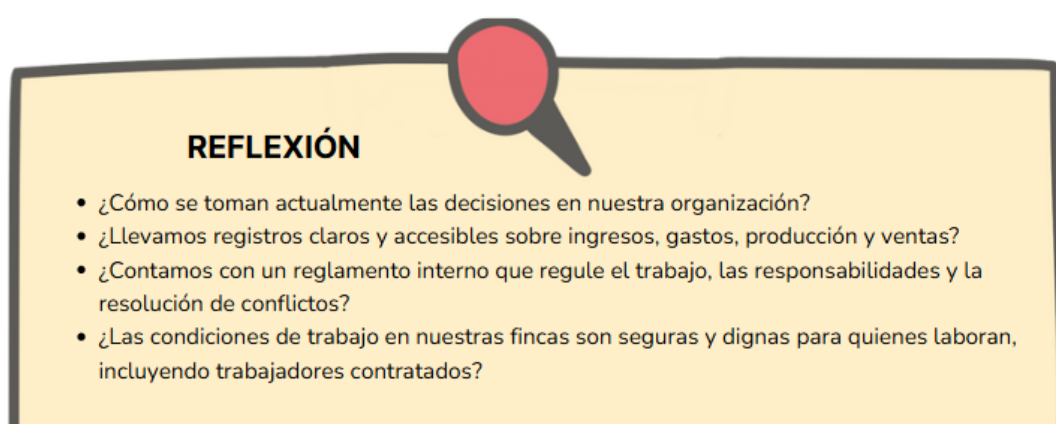 REFLEXIÓN
• ¿Cómo se toman actualmente las decisiones en nuestra organización?
• ¿Llevamos registros claros y accesibles sobre ingresos, gastos, producción y ventas?
• ¿Contamos con un reglamento interno que regule el trabajo, las responsabilidades y la
resolución de conflictos?
• ¿Las condiciones de trabajo en nuestras fincas son seguras y dignas para quienes laboran,
incluyendo trabajadores contratados?